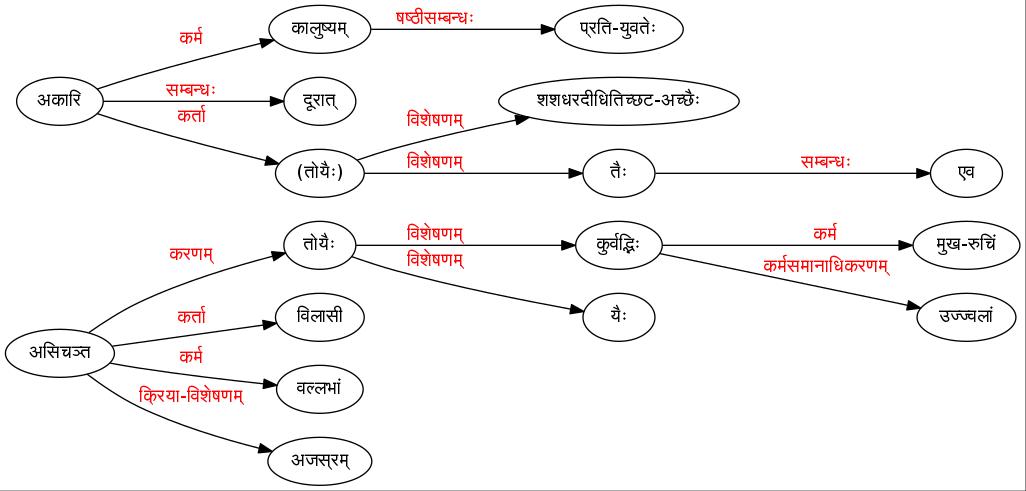 कर्म
कालुष्यम्
षष्ठीसम्बन्धः
प्रति-युवतेः
अकारि
सम्बन्धः
दूरात्
कर्ता
(तोयैः)
विशेषणम्
शशधरदीधितिच्छट-अच्छैः
विशेषणम्
तैः
सम्बन्धः
एव
करणम्
तोयैः
विशेषणम्
कुर्वद्भिः
कर्म
मुख-रुचिं
विशेषणम्
यैः
कर्मसमानाधिकरणम्
उज्ज्वलां
असिचञ्त
कर्ता
विलासी
कर्म
वल्लभां
क्रिया-विशेषणम्
अजस्रम्